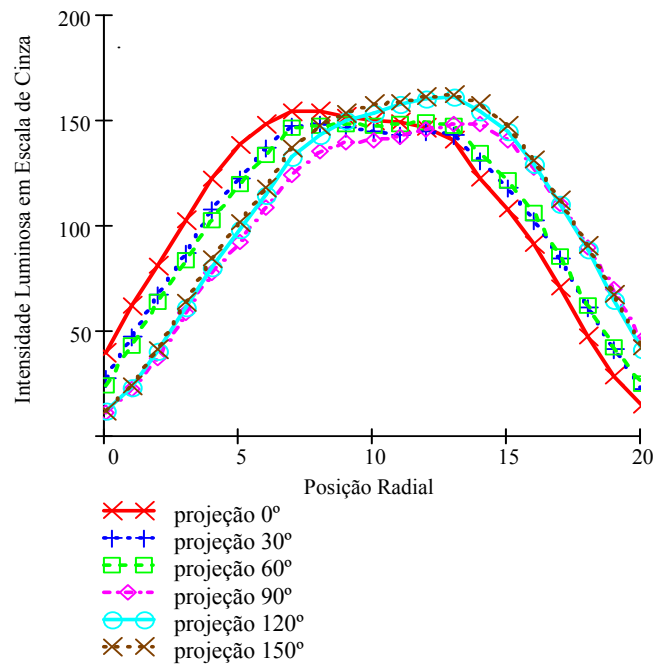 Intensidade Luminosa em Escala de Cinza
200
150
100
50
0
5
10
15
20
Posição Radial
projeção 0º
projeção 30º
projeção 60º
projeção 90º
projeção 120º
projeção 150º